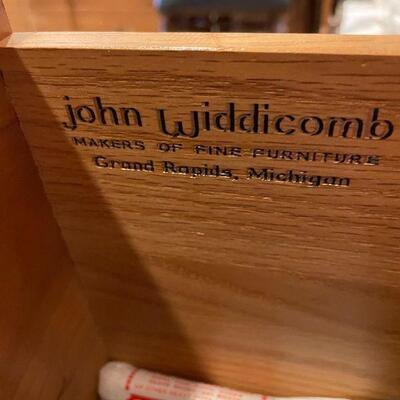 john Widdicomb
MAKERS OF FINE FURNITURE
Grand Rapids, Michigan